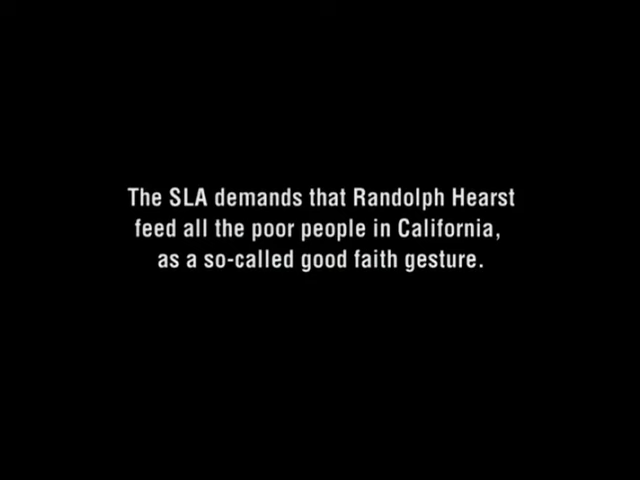 The SLA demands that Randolph Hearst
feed all the poor people in California,
as a so-called good faith gesture.